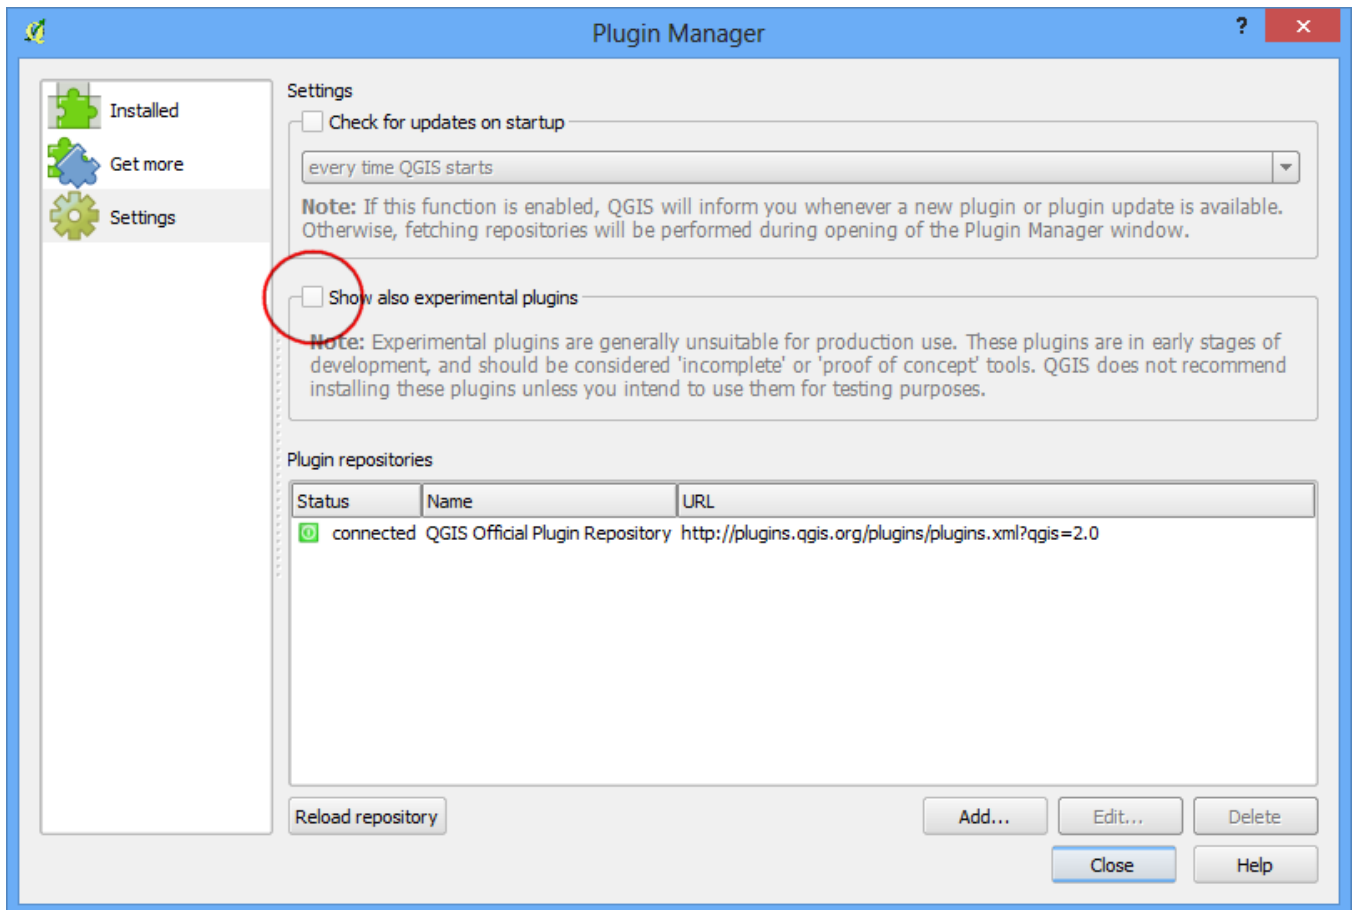 Plugin Manager
?
x
Installed
Get more
Settings
Settings
Check for updates on startup
every time QGIS starts
Note: If this function is enabled, QGIS will inform you whenever a new plugin or plugin update is available.
Otherwise, fetching repositories will be performed during opening of the Plugin Manager window.
Show also experimental plugins
Note: Experimental plugins are generally unsuitable for production use. These plugins are in early stages of
development, and should be considered 'incomplete' or 'proof of concept' tools. QGIS does not recommend
installing these plugins unless you intend to use them for testing purposes.
Plugin repositories
Status Name URL
connected QGIS Official Plugin Repository http://plugins.qgis.org/plugins/plugins.xml?qgis=2.0
Reload repository Add... Edit... Delete
Close Help